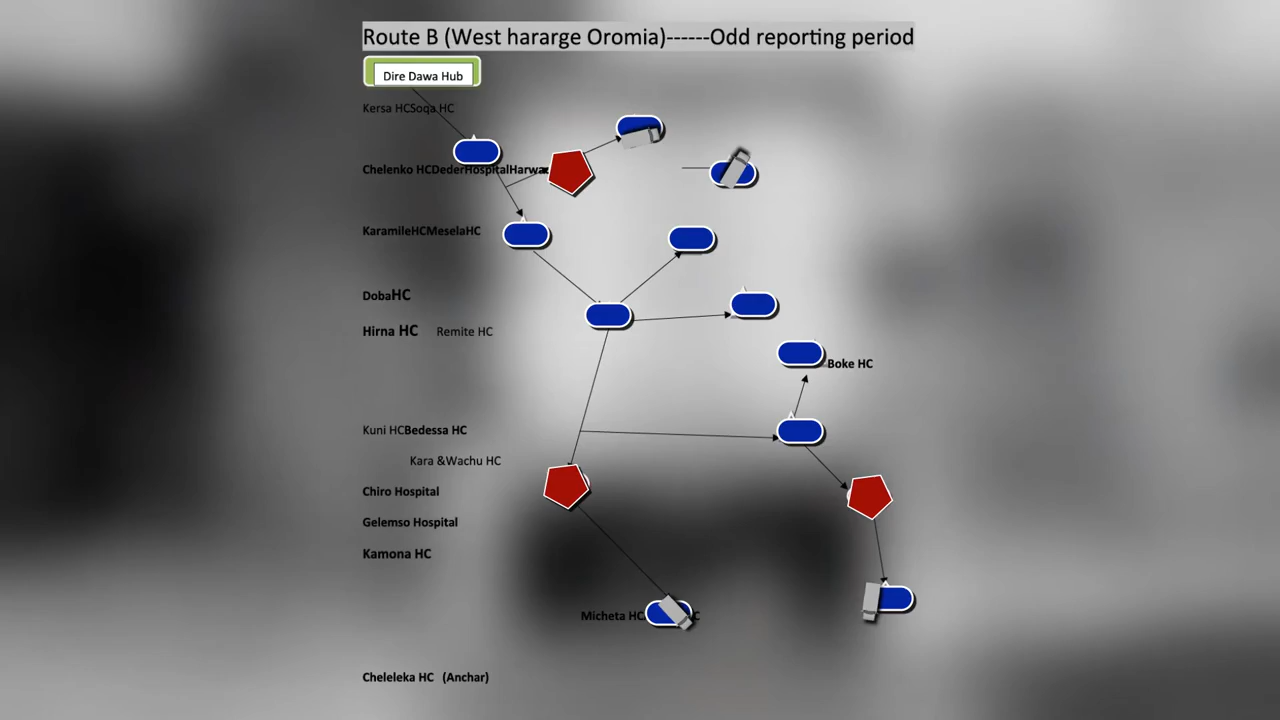 Route B (West hararge Oromia)------Odd reporting period
Dire Dawa Hub
Kersa HCSoqa HC
Chelenko HCDederHospitalHarwa
KaramileHCMeselaHC
DobaHC
Hirna HC Remite HC
Boke HC
Kuni HCBedessa HC
Kara &Wachu HC
Chiro Hospital
Gelemso Hospital
Kamona HC
Micheta HC
Cheleleka HC (Anchar)